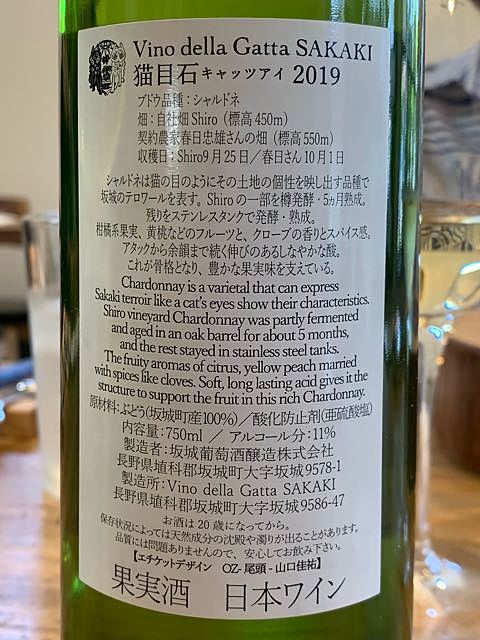 Vino della Gatta SAKAKI
猫目石キャッツアイ 2019
ブドウ品種：シャルドネ
畑：自社畑 Shiro（標高 450m）
契約農家春日忠雄さんの畑（標高 550m）
収穫日：Shiro9月25日／春日さん10月1日
シャルドネは猫の目のようにその土地の個性を映し出す品種で
坂城のテロワールを表す。Shiro の一部を樽発酵・5ヵ月熟成。
残りをステンレスタンクで発酵・熟成。
柑橘系果実、黄桃などのフルーツと、クローブの香りとスパイス感。
アタックから余韻まで続く伸びのあるしなやかな酸。
これが骨格となり、豊かな果実味を支えている。
Chardonnay is a varietal that can express
Sakaki terroir like a cat's eyes show their characteristics.
Shiro vineyard Chardonnay was partly fermented
and aged in an oak barrel for about 5 months,
and the rest stayed in stainless steel tanks.
The fruity aromas of citrus, yellow peach married
with spices like cloves. Soft, long lasting acid gives it the
structure to support the fruit in this rich Chardonnay.
原材料：ぶどう(坂城町産100%)／酸化防止剤(亜硫酸塩)
内容量：750ml ／ アルコール分：11%
製造者：坂城葡萄酒醸造株式会社
長野県埴科郡坂城町大字坂城9578-1
製造所：Vino della Gatta SAKAKI
長野県埴科郡坂城町大字坂城 9586-47
お酒は 20 歳になってから。
保存状況によっては天然成分の沈殿や濁りが出ることがあります。
品質には問題ありませんので、安心してお飲み下さい。
【エチケットデザイン OZ-尾頭-山口佳祐】
果実酒 日本ワイン